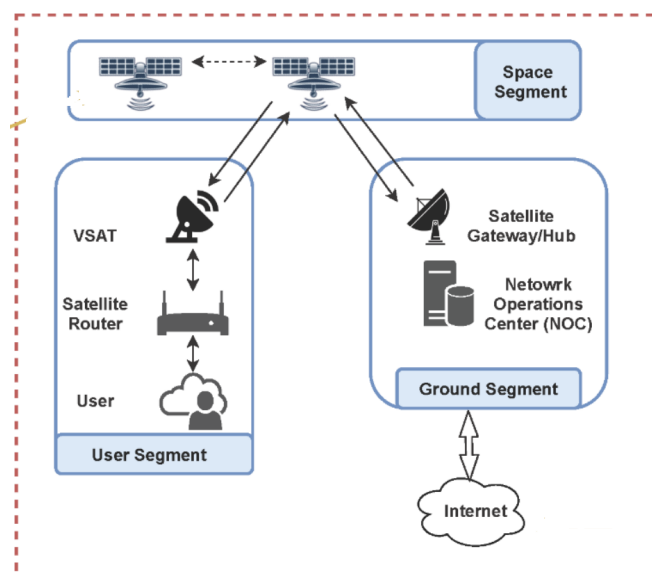 Space
Segment
VSAT
Satellite
Router
User
User Segment
Satellite
Gateway/Hub
Netowrk
Operations
Center (NOC)
Ground Segment
Internet